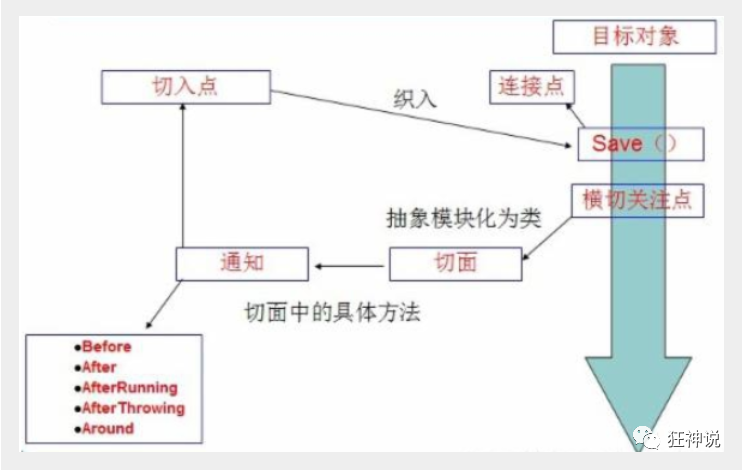 目标对象
切入点
连接点
织入
Save（）
横切关注点
抽象模块化为类
通知
切面
切面中的具体方法
●Before
●After
●AfterRunning
●AfterThrowing
●Around
狂神说